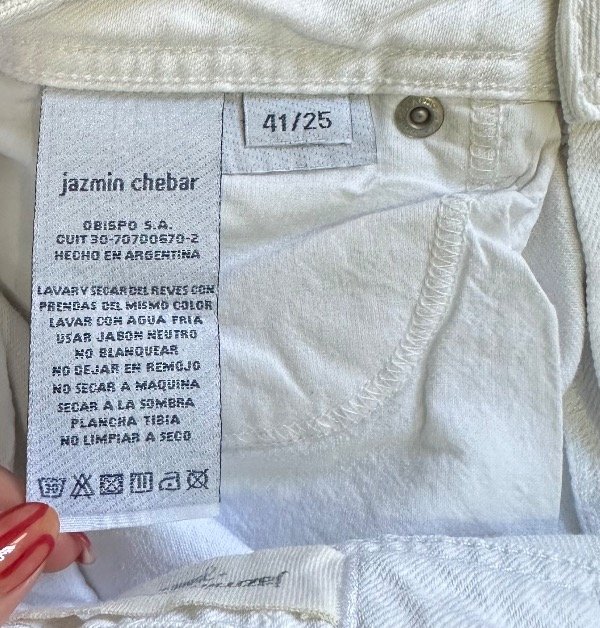 41/25
jazmin chebar
OBISPO S.A.
CUIT 30-70700670-2
HECHO EN ARGENTINA
LAVAR Y SECAR DEL REVES CON
PRENDAS DEL MISMO COLOR
LAVAR CON AGUA FRIA
USAR JABON NEUTRO
NO BLANQUEAR
NO DEJAR EN REMOJO
NO SECAR A MAQUINA
SECAR A LA SOMBRA
PLANCHA TIBIA
NO LIMPIAR A SECO